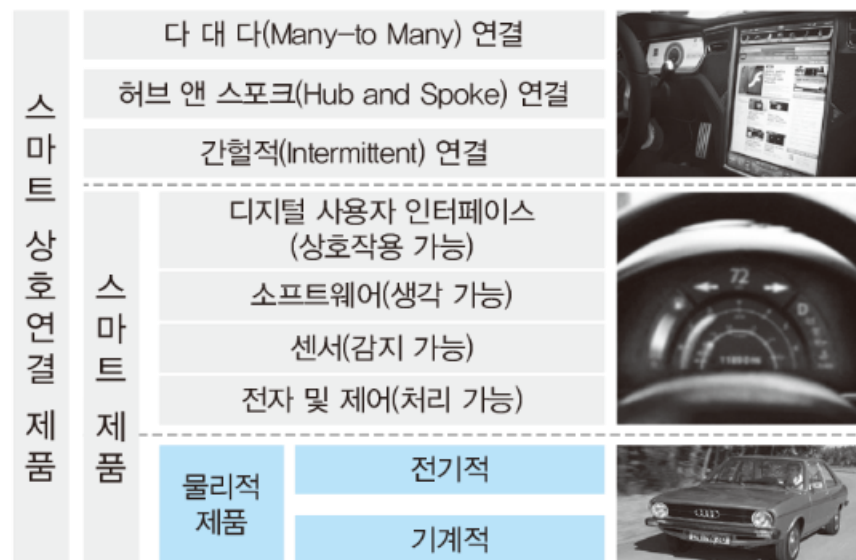 스마트 상호연결 제품
다 대 다(Many-to Many) 연결
허브 앤 스포크(Hub and Spoke) 연결
간헐적(Intermittent) 연결
스마트 제품
디지털 사용자 인터페이스
(상호작용 가능)
소프트웨어(생각 가능)
센서(감지 가능)
전자 및 제어(처리 가능)
물리적
제품
전기적
기계적
72